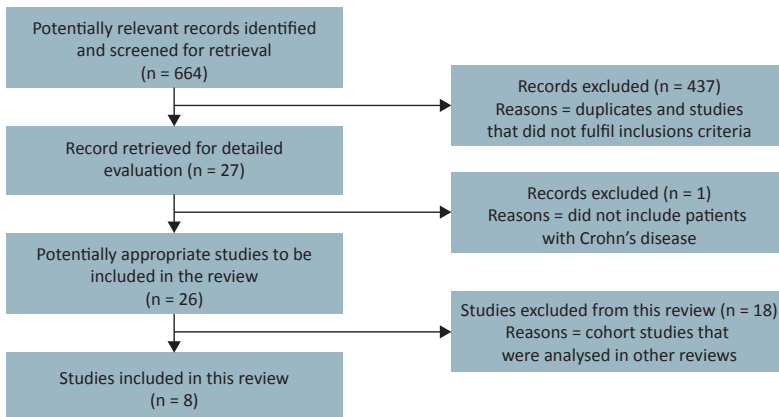 Potentially relevant records identified
and screened for retrieval
(n = 664)
Records excluded (n = 437)
Reasons = duplicates and studies
that did not fulfil inclusions criteria
Record retrieved for detailed
evaluation (n = 27)
Records excluded (n = 1)
Reasons = did not include patients
with Crohn’s disease
Potentially appropriate studies to be
included in the review
(n = 26)
Studies excluded from this review (n = 18)
Reasons = cohort studies that
were analysed in other reviews
Studies included in this review
(n = 8)